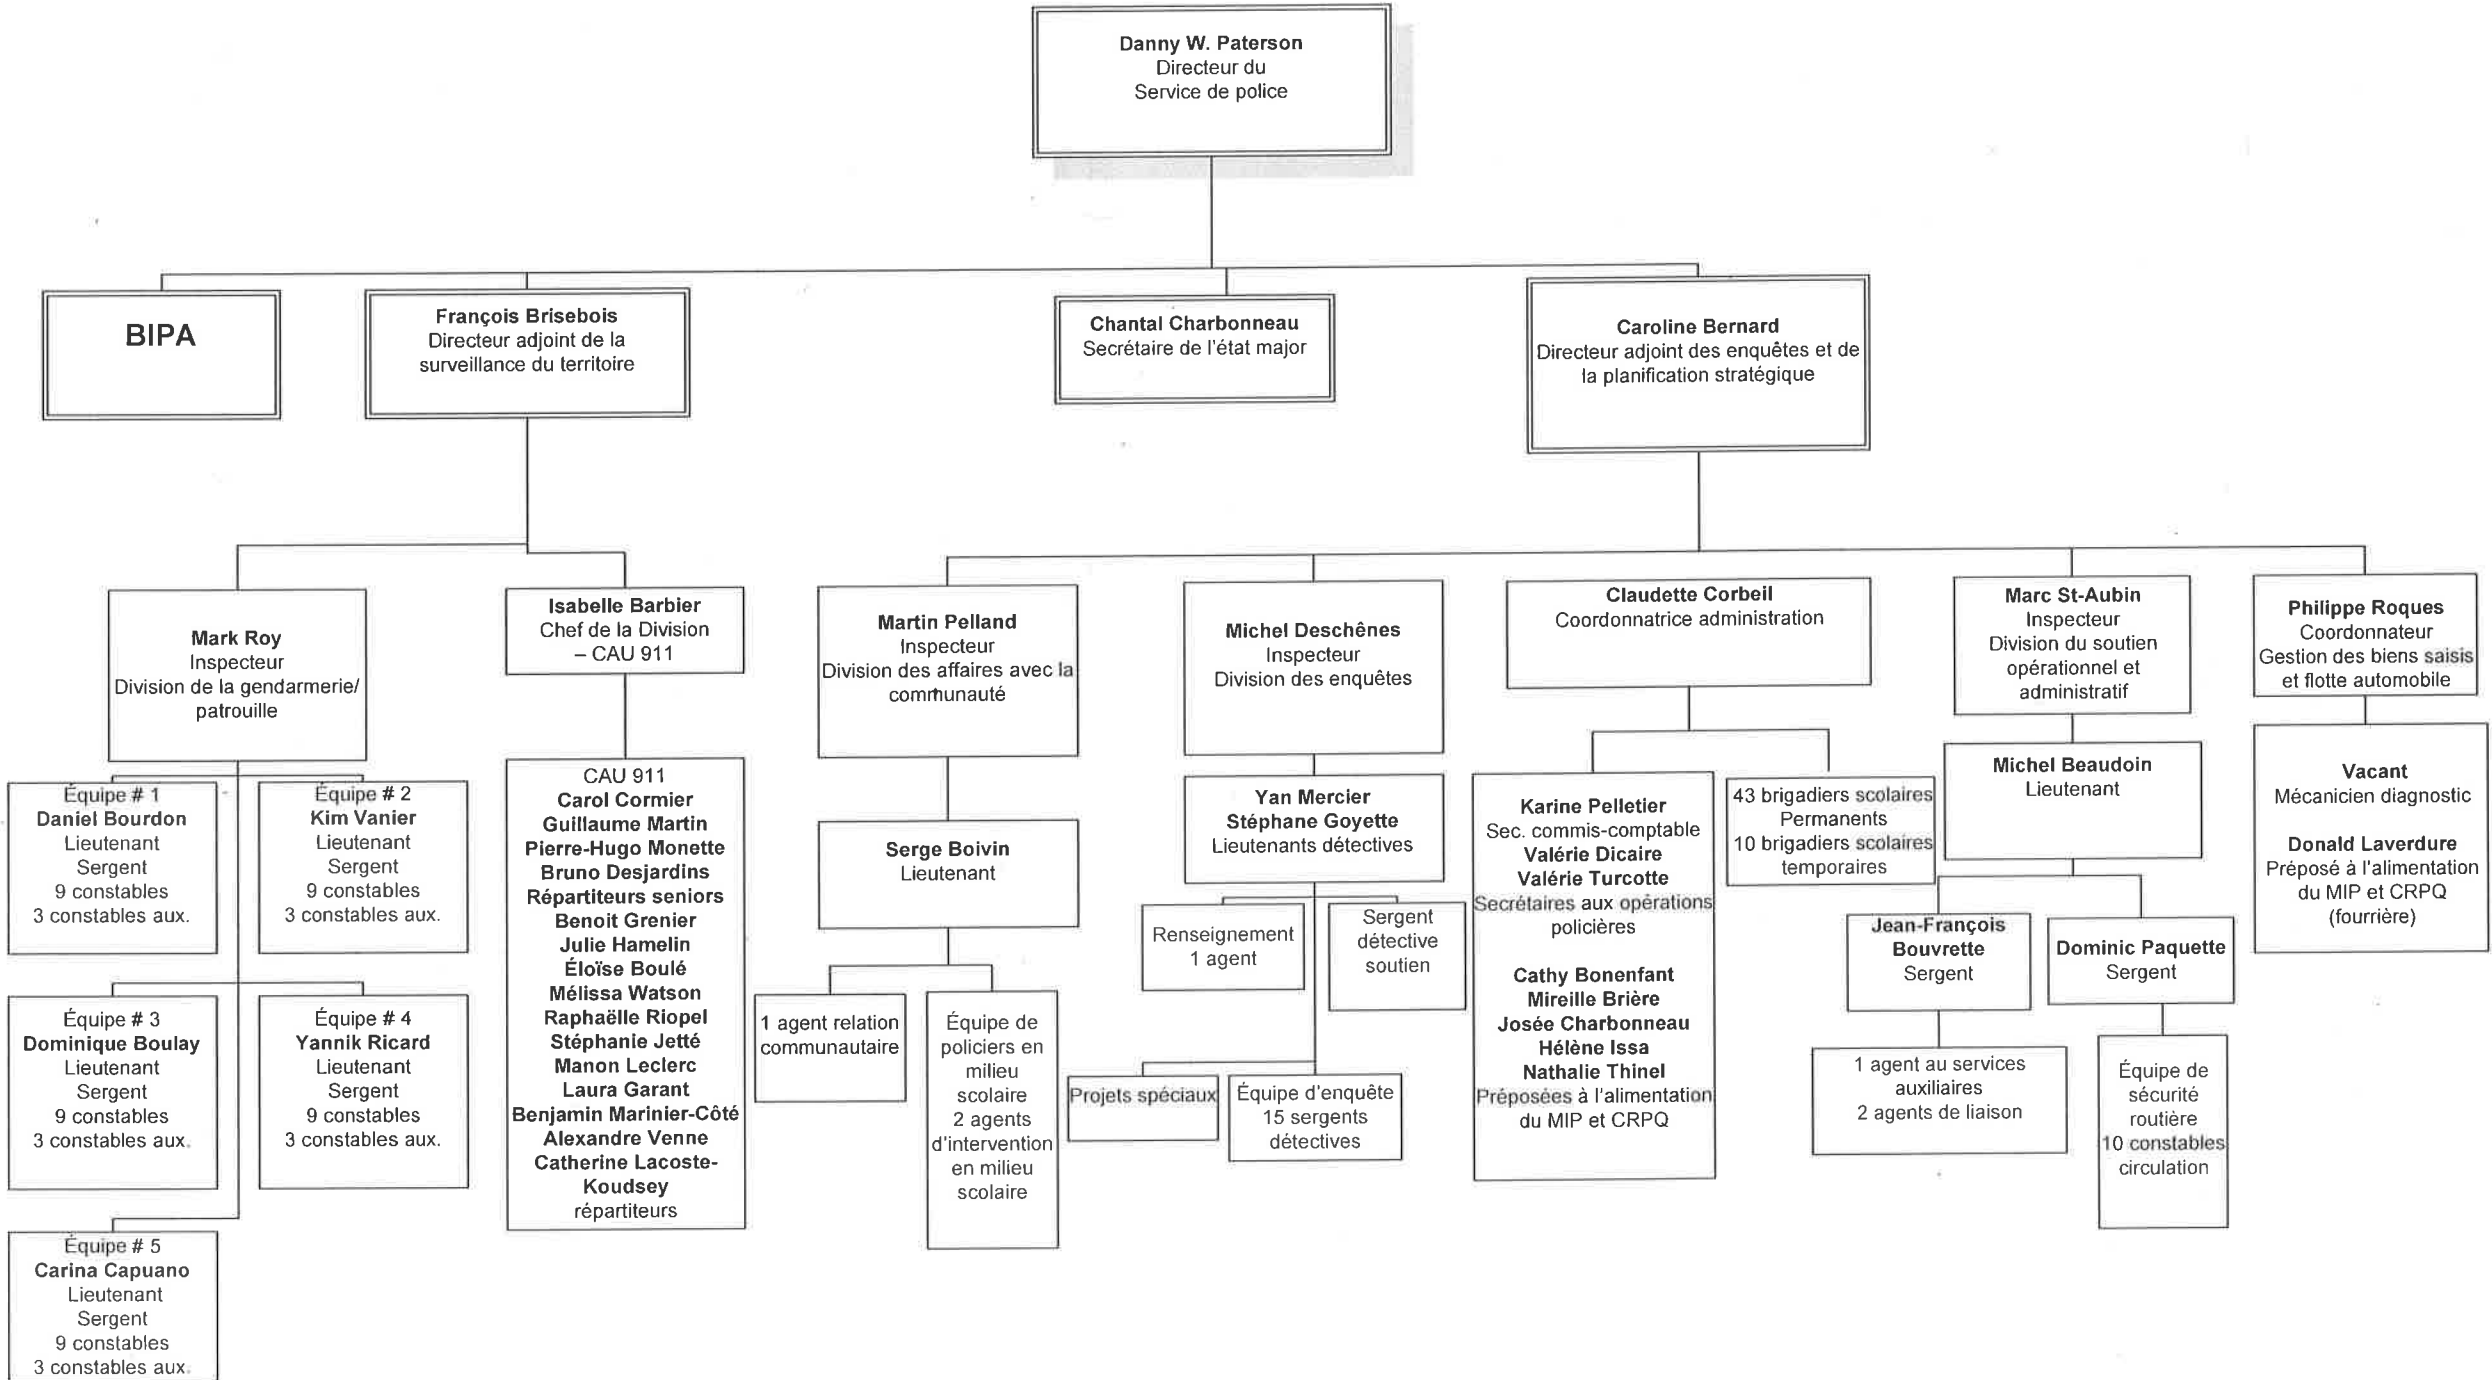 Danny W. Paterson
Directeur du
Service de police
BIPA
François Brisebois
Directeur adjoint de la
surveillance du territoire
Chantal Charbonneau
Secrétaire de l'état major
Caroline Bernard
Directeur adjoint des enquêtes et de
la planification stratégique
Mark Roy
Inspecteur
Division de la gendarmerie/
patrouille
Isabelle Barbier
Chef de la Division
– CAU 911
Martin Pelland
Inspecteur
Division des affaires avec la
communauté
Michel Deschênes
Inspecteur
Division des enquêtes
Claudette Corbeil
Coordonnatrice administration
Marc St-Aubin
Inspecteur
Division du soutien
opérationnel et
administratif
Philippe Roques
Coordonnateur
Gestion des biens saisis
et flotte automobile
Équipe # 1
Daniel Bourdon
Lieutenant
Sergent
9 constables
3 constables aux.
Équipe # 2
Kim Vanier
Lieutenant
Sergent
9 constables
3 constables aux.
Équipe # 3
Dominique Boulay
Lieutenant
Sergent
9 constables
3 constables aux.
Équipe # 4
Yannik Ricard
Lieutenant
Sergent
9 constables
3 constables aux.
Équipe # 5
Carina Capuano
Lieutenant
Sergent
9 constables
3 constables aux.
CAU 911
Carol Cormier
Guillaume Martin
Pierre-Hugo Monette
Bruno Desjardins
Répartiteurs seniors
Benoit Grenier
Julie Hamelin
Éloïse Boulé
Mélissa Watson
Raphaëlle Riopel
Stéphanie Jetté
Manon Leclerc
Laura Garant
Benjamin Marinier-Côté
Alexandre Venne
Catherine Lacoste-
Koudsey
répartiteurs
Serge Boivin
Lieutenant
1 agent relation
communautaire
Équipe de
policiers en
milieu
scolaire
2 agents
d'intervention
en milieu
scolaire
Yan Mercier
Stéphane Goyette
Lieutenants détectives
Renseignement
1 agent
Sergent
détective
soutien
Projets spéciaux
Équipe d'enquête
15 sergents
détectives
Karine Pelletier
Sec. commis-comptable
Valérie Dicaire
Valérie Turcotte
Secrétaires aux opérations
policières
Cathy Bonenfant
Mireille Brière
Josée Charbonneau
Hélène Issa
Nathalie Thinel
Préposées à l'alimentation
du MIP et CRPQ
43 brigadiers scolaires
Permanents
10 brigadiers scolaires
temporaires
Michel Beaudoin
Lieutenant
Jean-François
Bouvrette
Sergent
Dominic Paquette
Sergent
1 agent au services
auxiliaires
2 agents de liaison
Équipe de
sécurité
routière
10 constables
circulation
Vacant
Mécanicien diagnostic
Donald Laverdure
Préposé à l'alimentation
du MIP et CRPQ
(fourrière)